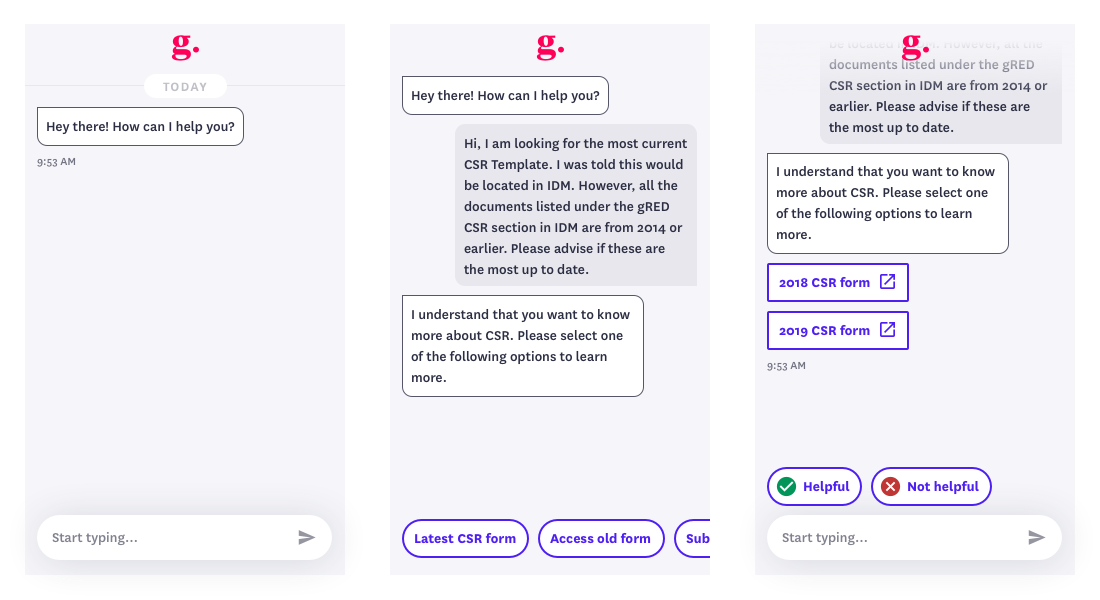 g.
TODAY
Hey there! How can I help you?
9:53 AM
Start typing...
g.
Hey there! How can I help you?
Hi, I am looking for the most current
CSR Template. I was told this would
be located in IDM. However, all the
documents listed under the gRED
CSR section in IDM are from 2014 or
earlier. Please advise if these are
the most up to date.
I understand that you want to know
more about CSR. Please select one
of the following options to learn
more.
Latest CSR form
Access old form
Sub
g.
be located in IDM. However, all the
documents listed under the gRED
CSR section in IDM are from 2014 or
earlier. Please advise if these are
the most up to date.
I understand that you want to know
more about CSR. Please select one
of the following options to learn
more.
2018 CSR form
2019 CSR form
9:53 AM
Helpful
Not helpful
Start typing...